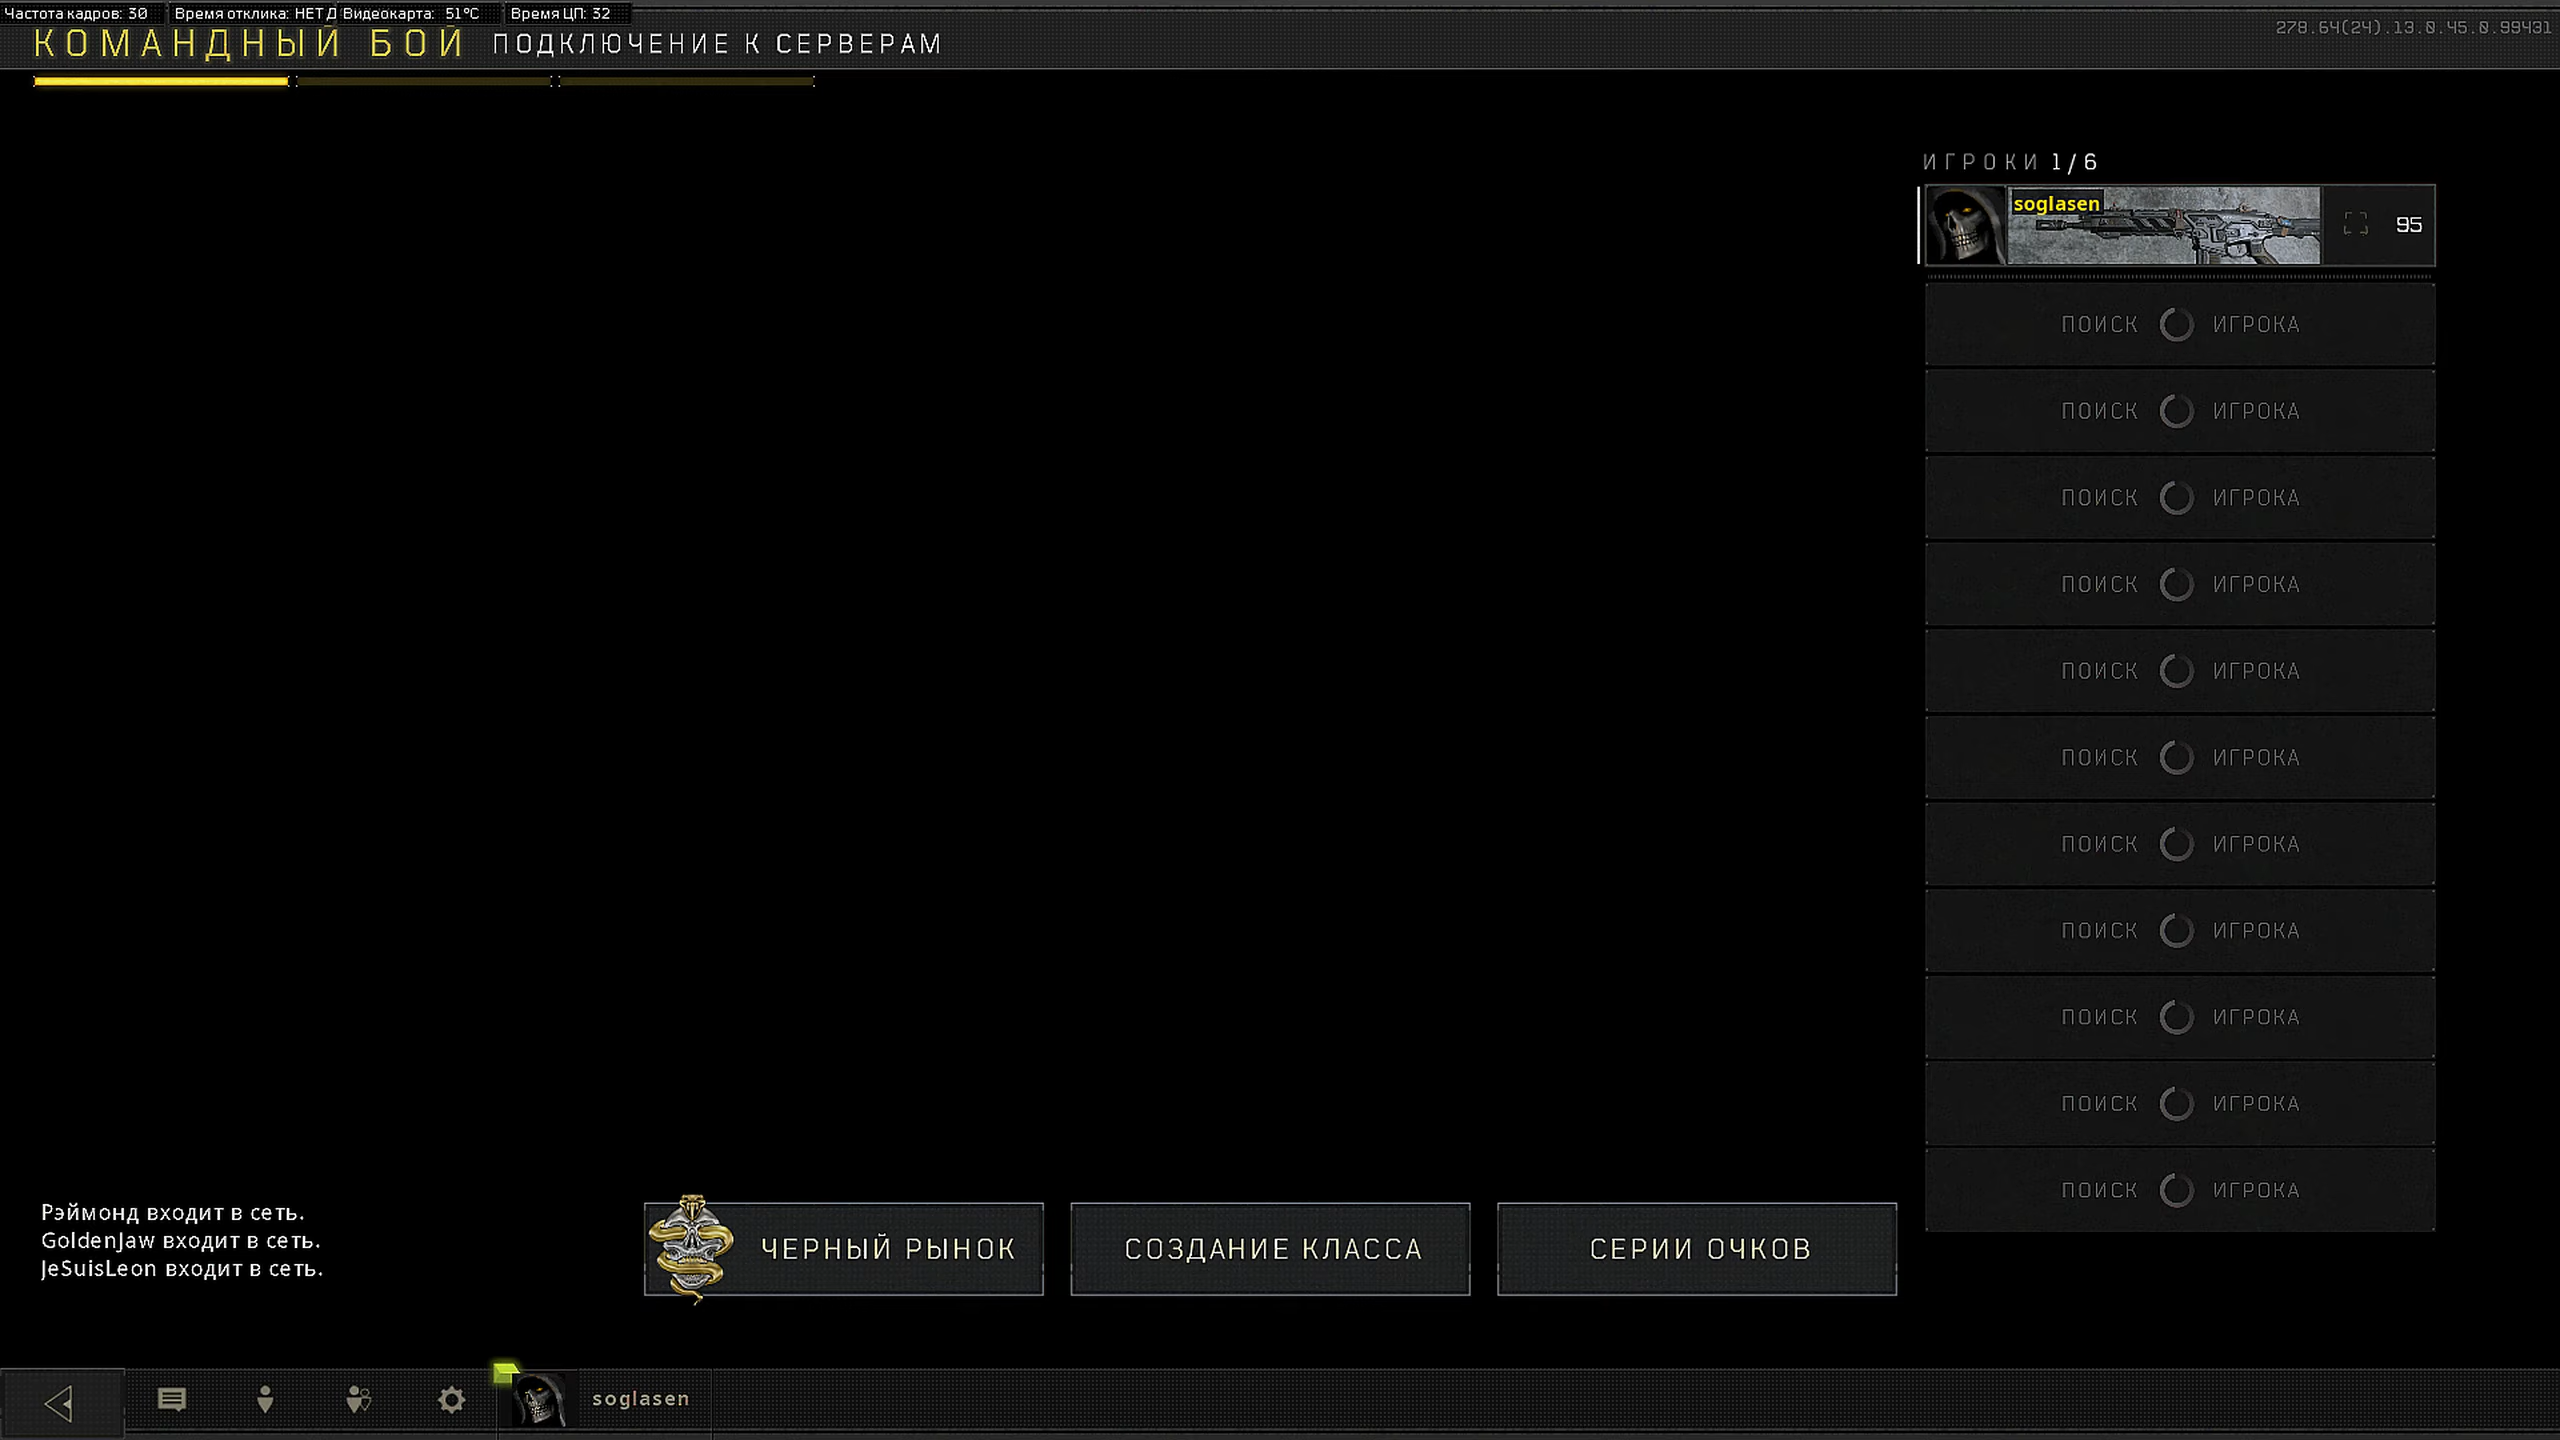 Частота кадров: 30 Время отклика: НЕТ Д Видеокарта: 51°C Время ЦП: 32
КОМАНДНЫЙ БОЙ ПОДКЛЮЧЕНИЕ К СЕРВЕРАМ
278.64(24).13.0.45.0.99431
ИГРОКИ 1/6
soglasen
95
ПОИСК ИГРОКА
ПОИСК ИГРОКА
ПОИСК ИГРОКА
ПОИСК ИГРОКА
ПОИСК ИГРОКА
ПОИСК ИГРОКА
ПОИСК ИГРОКА
ПОИСК ИГРОКА
ПОИСК ИГРОКА
ПОИСК ИГРОКА
ПОИСК ИГРОКА
Рэймонд входит в сеть.
GoldenJaw входит в сеть.
JeSuisLeon входит в сеть.
ЧЕРНЫЙ РЫНОК
СОЗДАНИЕ КЛАССА
СЕРИИ ОЧКОВ
soglasen